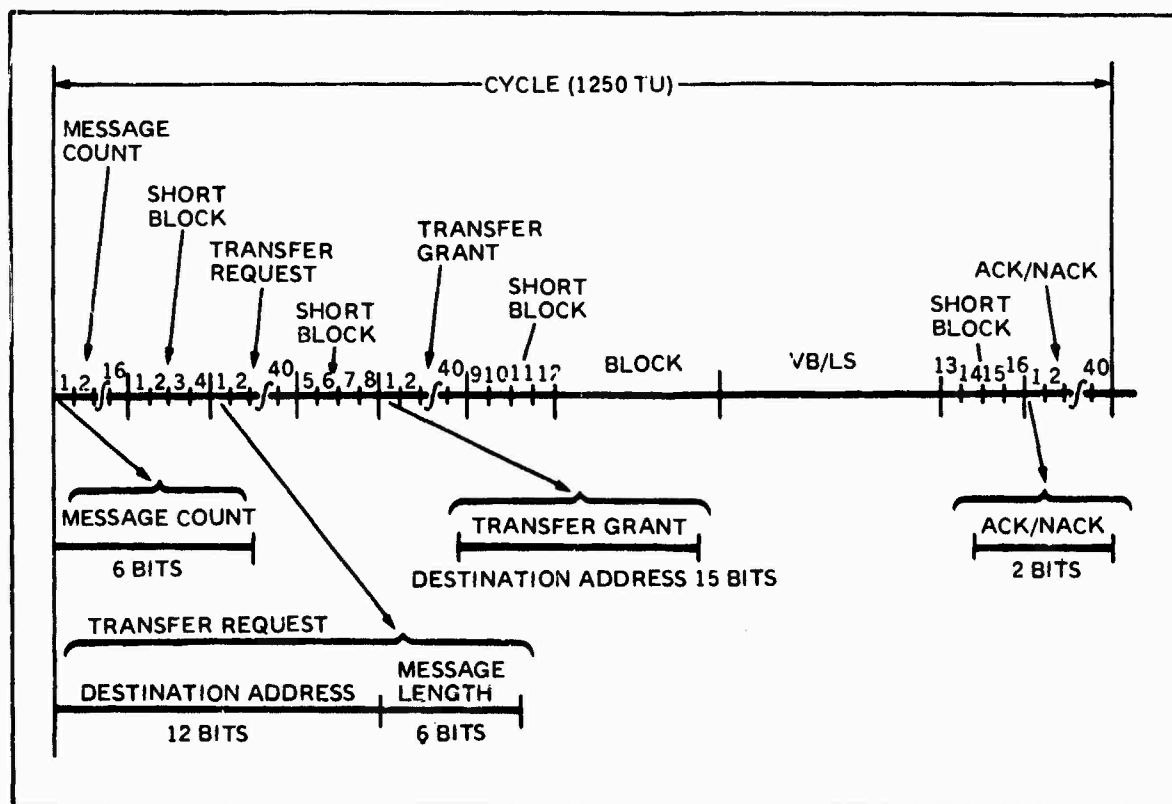 CYCLE (1250 TU)
MESSAGE
COUNT
SHORT
BLOCK
TRANSFER
REQUEST
SHORT
BLOCK
TRANSFER
GRANT
SHORT
BLOCK
BLOCK
VB/LS
SHORT
BLOCK
ACK/NACK
1 2 16 1 2 3 4 1 2 40 5 6 7 8 1 2 40 9 10 11 12 13 14 15 16 1 2 40
MESSAGE COUNT
6 BITS
TRANSFER GRANT
DESTINATION ADDRESS 15 BITS
ACK/NACK
2 BITS
TRANSFER REQUEST
DESTINATION ADDRESS
12 BITS
MESSAGE
LENGTH
6 BITS